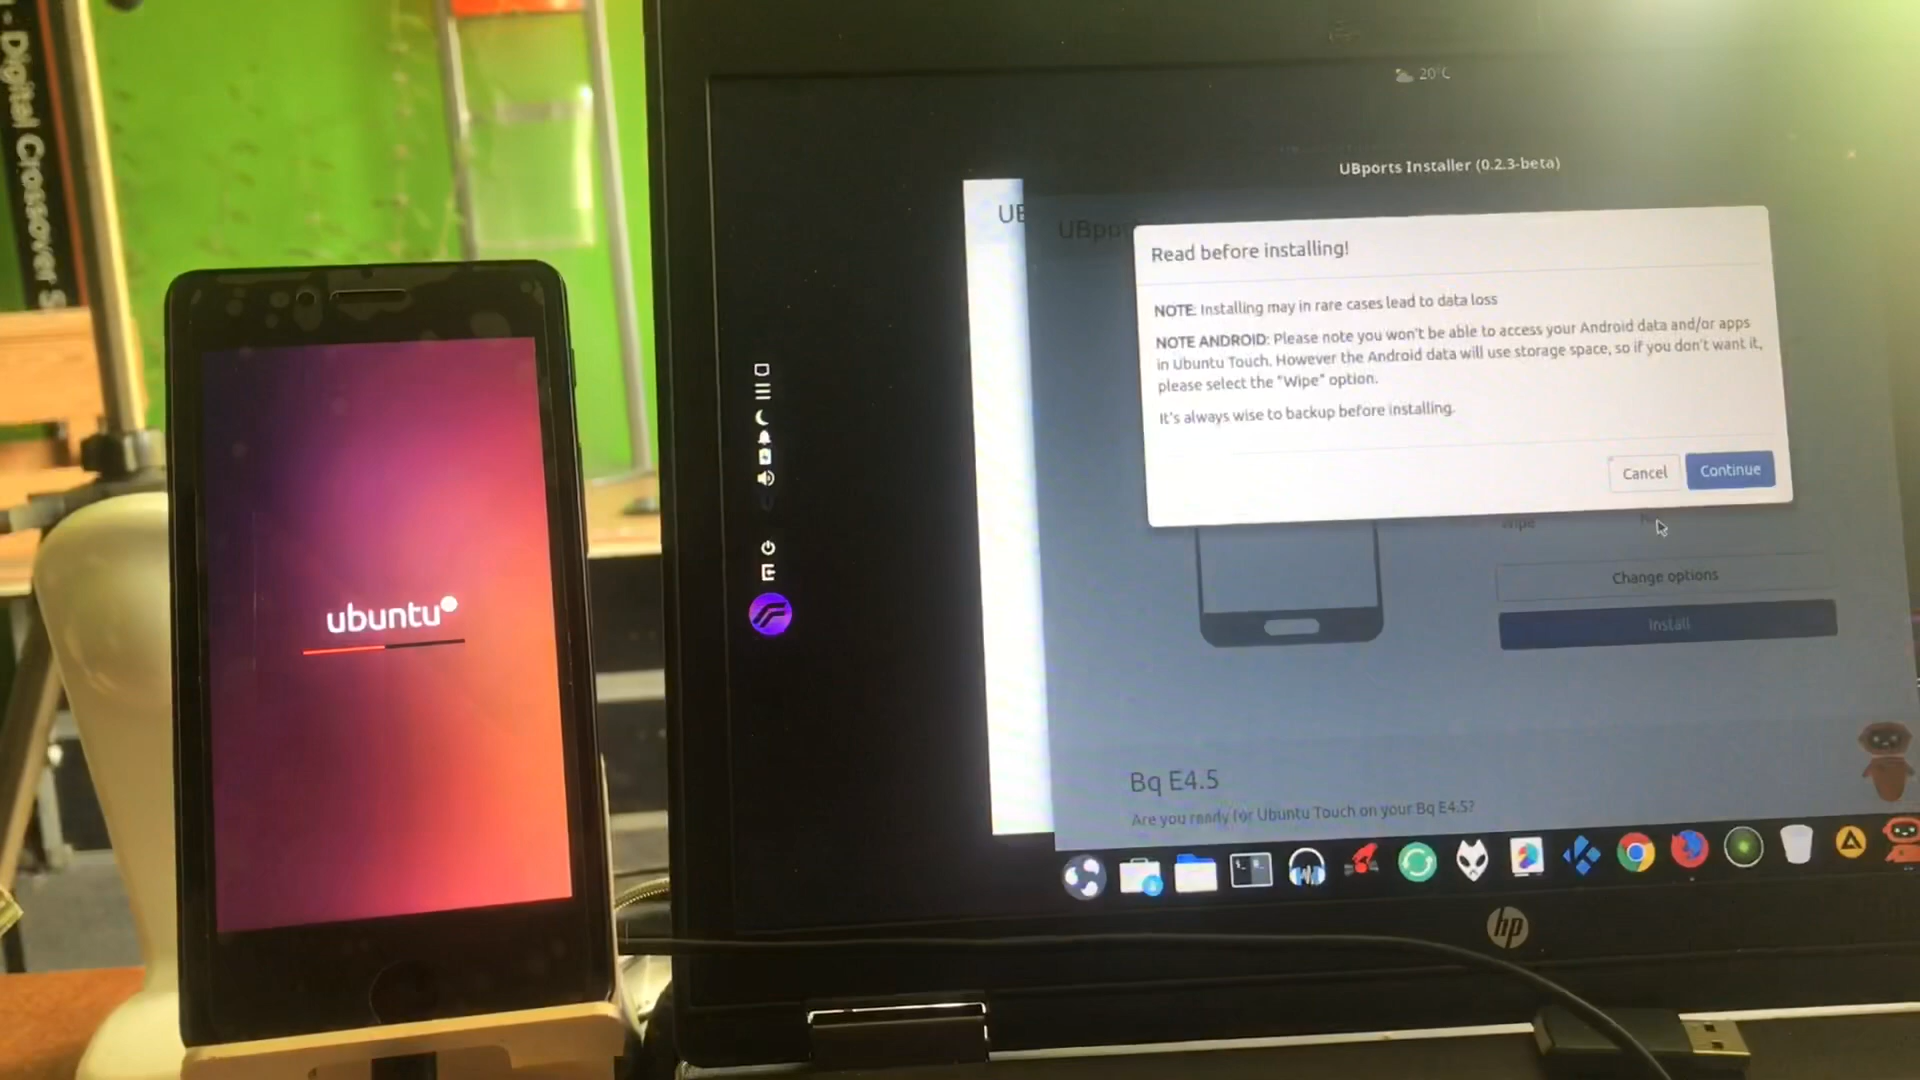 - Digital Crossover S
ubuntu
20°C
UBports Installer (0.2.3-beta)
UB
UBpor
Read before installing!
NOTE: Installing may in rare cases lead to data loss
NOTE ANDROID: Please note you won't be able to access your Android data and/or apps
in Ubuntu Touch. However the Android data will use storage space, so if you don't want it,
please select the "Wipe" option.
It's always wise to backup before installing.
Cancel
Continue
Wipe
Change options
Install
Bq E4.5
Are you ready for Ubuntu Touch on your Bq E4.5?
hp